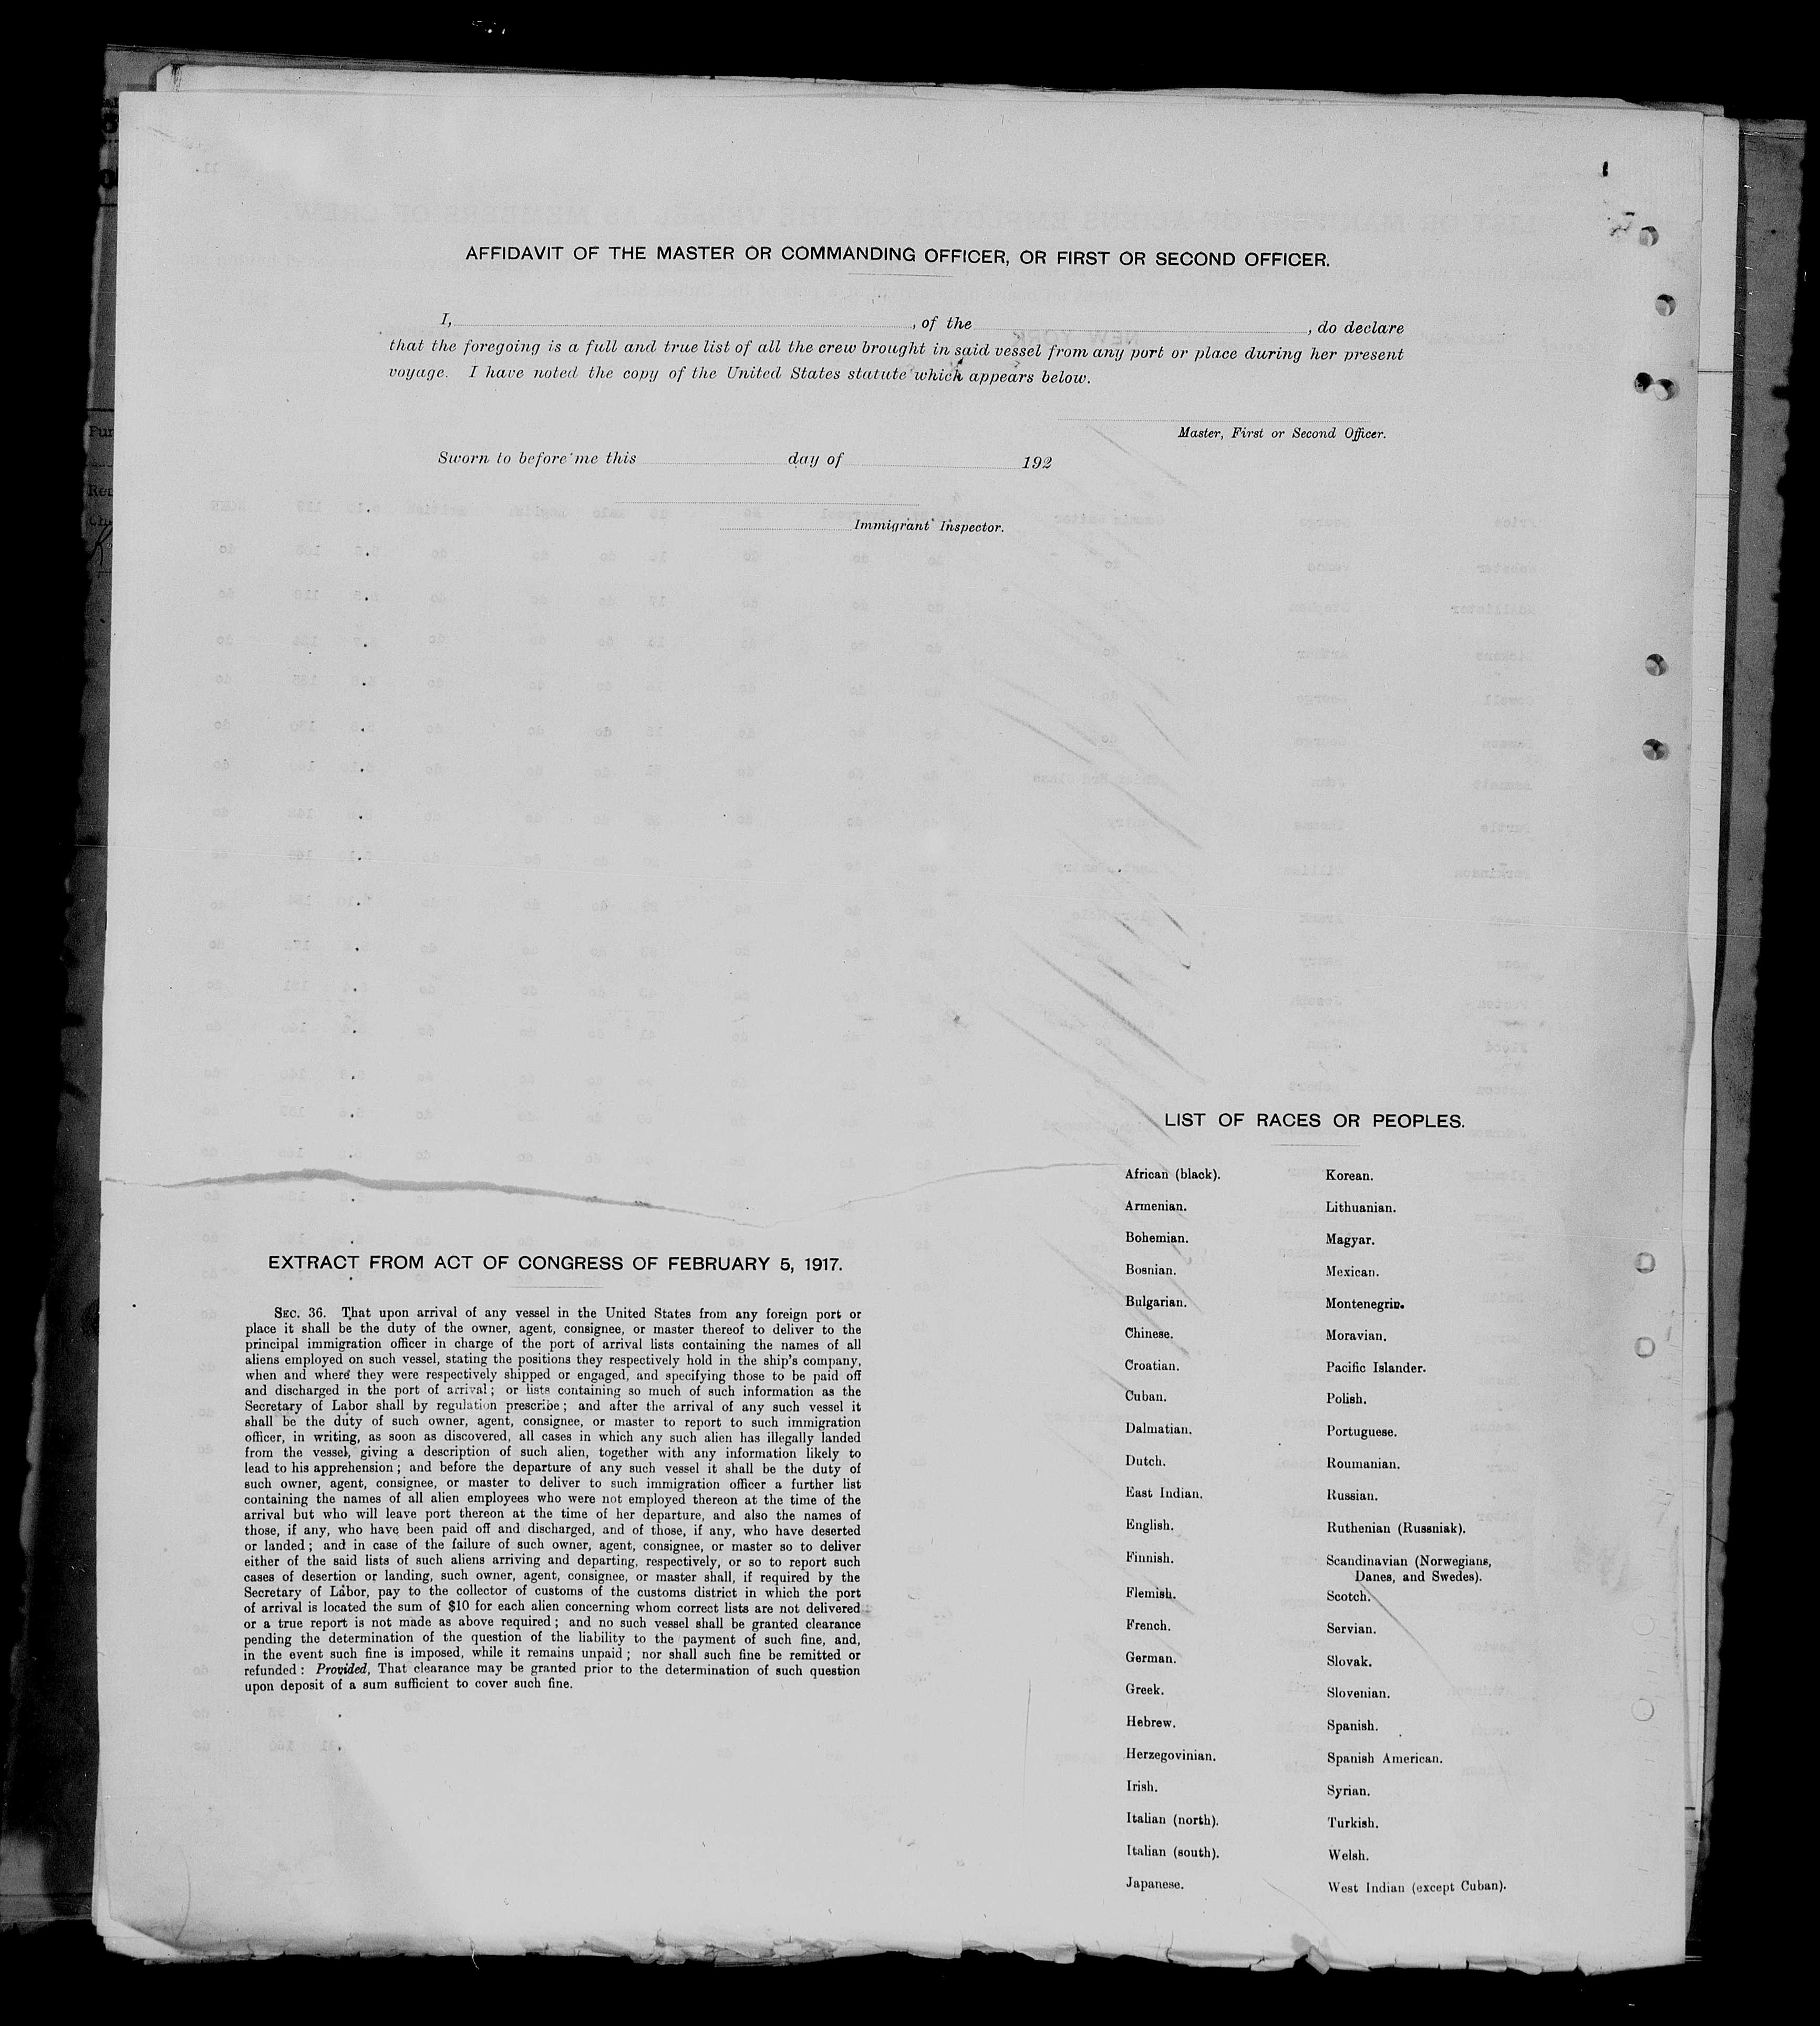 AFFIDAVIT OF THE MASTER OR COMMANDING OFFICER, OR FIRST OR SECOND OFFICER.
I, , of the , do declare
that the foregoing is a full and true list of all the crew brought in said vessel from any port or place during her present
voyage. I have noted the copy of the United States statute which appears below.
Master, First or Second Officer.
Sworn to before me this day of 192
Immigrant Inspector.
EXTRACT FROM ACT OF CONGRESS OF FEBRUARY 5, 1917.
SEC. 36. That upon arrival of any vessel in the United States from any foreign port or
place it shall be the duty of the owner, agent, consignee, or master thereof to deliver to the
principal immigration officer in charge of the port of arrival lists containing the names of all
aliens employed on such vessel, stating the positions they respectively hold in the ship's company,
when and where they were respectively shipped or engaged, and specifying those to be paid off
and discharged in the port of arrival; or lists containing so much of such information as the
Secretary of Labor shall by regulation prescribe; and after the arrival of any such vessel it
shall be the duty of such owner, agent, consignee, or master to report to such immigration
officer, in writing, as soon as discovered, all cases in which any such alien has illegally landed
from the vessel, giving a description of such alien, together with any information likely to
lead to his apprehension; and before the departure of any such vessel it shall be the duty of
such owner, agent, consignee, or master to deliver to such immigration officer a further list
containing the names of all alien employees who were not employed thereon at the time of the
arrival but who will leave port thereon at the time of her departure, and also the names of
those, if any, who have been paid off and discharged, and of those, if any, who have deserted
or landed; and in case of the failure of such owner, agent, consignee, or master so to deliver
either of the said lists of such aliens arriving and departing, respectively, or so to report such
cases of desertion or landing, such owner, agent, consignee, or master shall, if required by the
Secretary of Labor, pay to the collector of customs of the customs district in which the port
of arrival is located the sum of $10 for each alien concerning whom correct lists are not delivered
or a true report is not made as above required; and no such vessel shall be granted clearance
pending the determination of the question of the liability to the payment of such fine, and,
in the event such fine is imposed, while it remains unpaid; nor shall such fine be remitted or
refunded: Provided, That clearance may be granted prior to the determination of such question
upon deposit of a sum sufficient to cover such fine.
LIST OF RACES OR PEOPLES.
African (black).
Armenian.
Bohemian.
Bosnian.
Bulgarian.
Chinese.
Croatian.
Cuban.
Dalmatian.
Dutch.
East Indian.
English.
Finnish.
Flemish.
French.
German.
Greek.
Hebrew.
Herzegovinian.
Irish.
Italian (north).
Italian (south).
Japanese.
Korean.
Lithuanian.
Magyar.
Mexican.
Montenegrin.
Moravian.
Pacific Islander.
Polish.
Portuguese.
Roumanian.
Russian.
Ruthenian (Russniak).
Scandinavian (Norwegians,
Danes, and Swedes).
Scotch.
Servian.
Slovak.
Slovenian.
Spanish.
Spanish American.
Syrian.
Turkish.
Welsh.
West Indian (except Cuban).